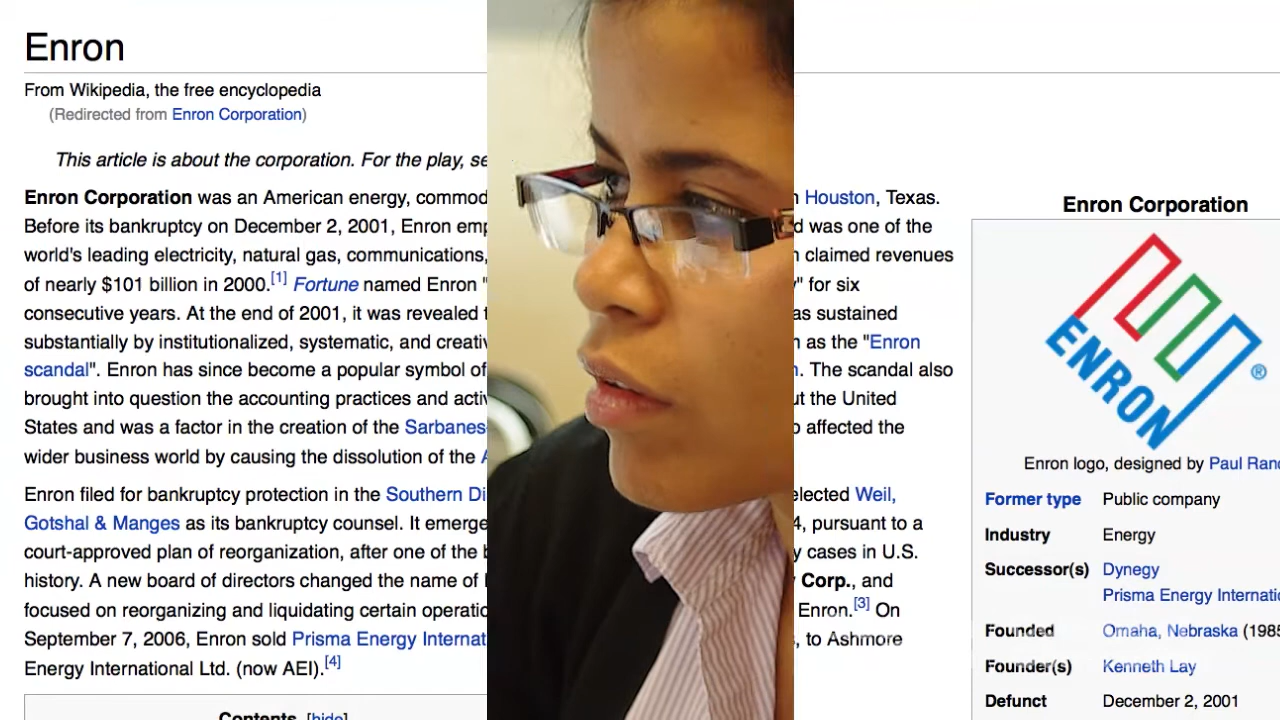 Enron
From Wikipedia, the free encyclopedia
(Redirected from Enron Corporation)
This article is about the corporation. For the play, se
Enron Corporation was an American energy, commod
Houston, Texas.
Before its bankruptcy on December 2, 2001, Enron emp
d was one of the
world's leading electricity, natural gas, communications,
claimed revenues
of nearly $101 billion in 2000.[1] Fortune named Enron "
" for six
consecutive years. At the end of 2001, it was revealed t
as sustained
substantially by institutionalized, systematic, and creativ
as the "Enron
scandal". Enron has since become a popular symbol of
. The scandal also
brought into question the accounting practices and activ
ut the United
States and was a factor in the creation of the Sarbanes-
affected the
wider business world by causing the dissolution of the A
Enron filed for bankruptcy protection in the Southern Di
elected Weil,
Gotshal & Manges as its bankruptcy counsel. It emerge
4, pursuant to a
court-approved plan of reorganization, after one of the b
y cases in U.S.
history. A new board of directors changed the name of
Corp., and
focused on reorganizing and liquidating certain operatio
Enron.[3] On
September 7, 2006, Enron sold Prisma Energy Internat
, to Ashmore
Energy International Ltd. (now AEI).[4]
Contents [hide]
Enron Corporation
ENRON ®
Enron logo, designed by Paul Ran
Former type Public company
Industry Energy
Successor(s) Dynegy
Prisma Energy Internatio
Founded Omaha, Nebraska (1985
Founder(s) Kenneth Lay
Defunct December 2, 2001